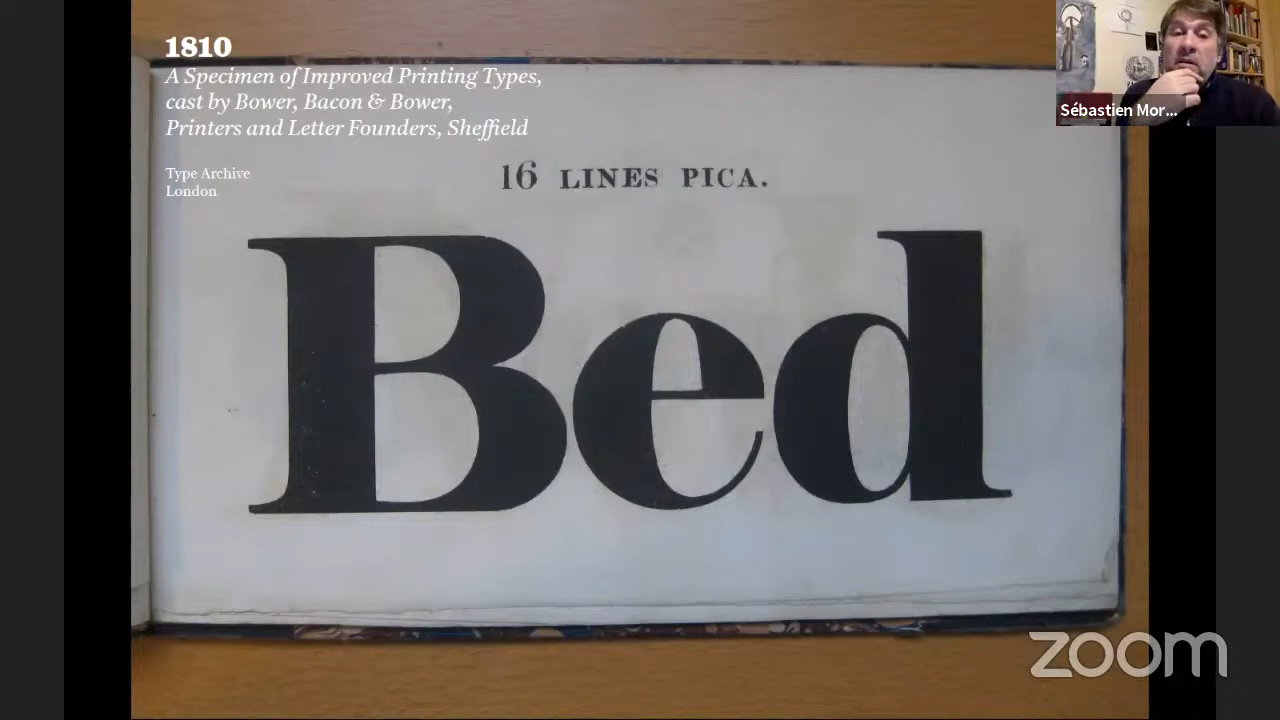 1810
A Specimen of Improved Printing Types,
cast by Bower, Bacon & Bower,
Printers and Letter Founders, Sheffield
Type Archive
London
16 LINES PICA.
Bed
Sébastien Mor...
zoom